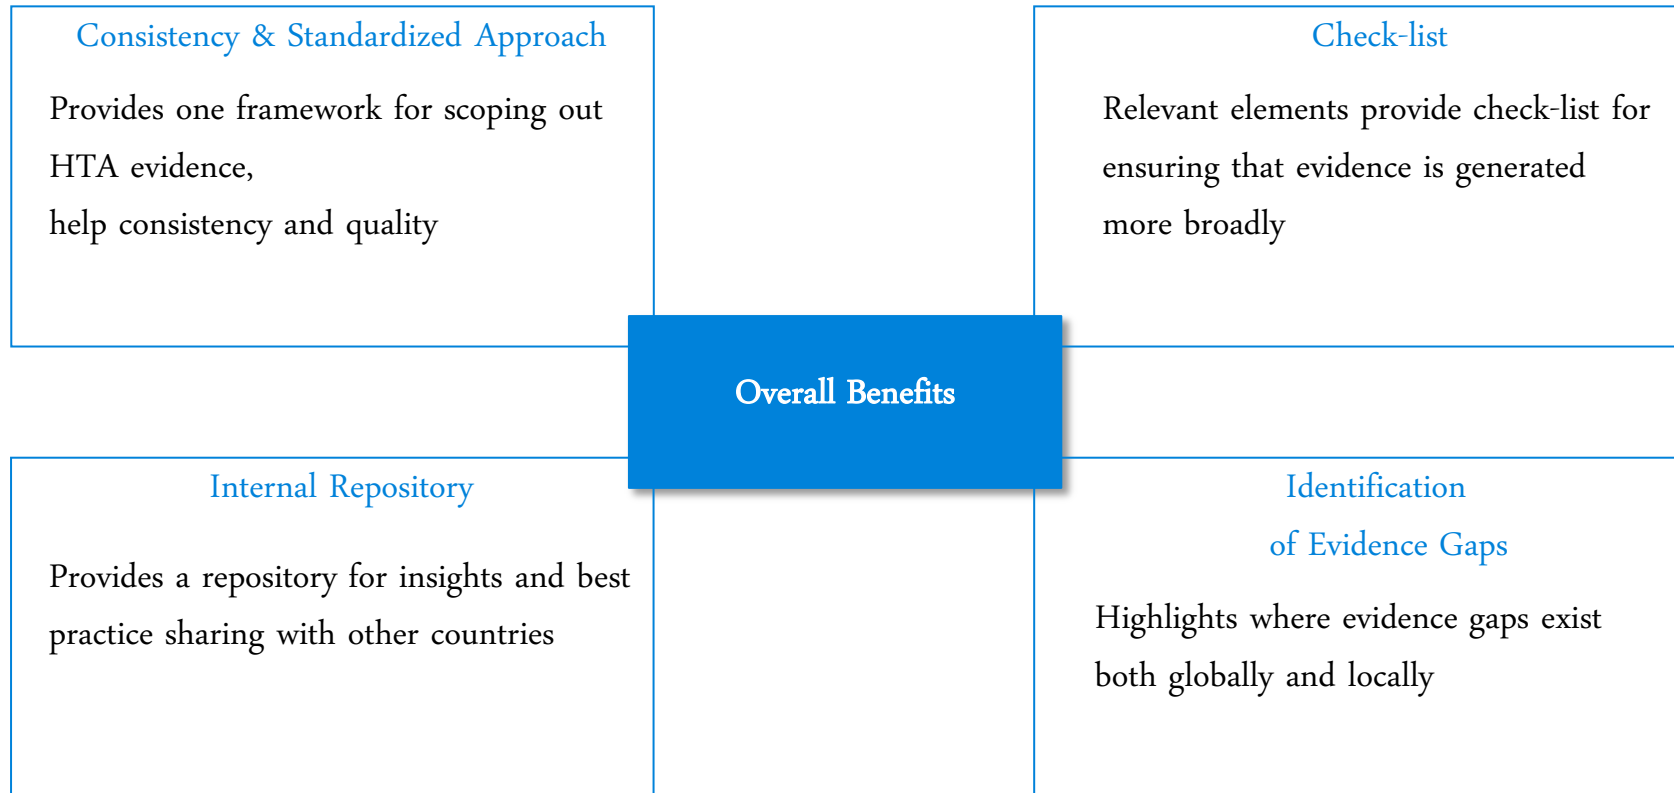 Consistency & Standardized Approach
Provides one framework for scoping out
HTA evidence,
help consistency and quality
Check-list
Relevant elements provide check-list for
ensuring that evidence is generated
more broadly
Overall Benefits
Internal Repository
Provides a repository for insights and best
practice sharing with other countries
Identification
of Evidence Gaps
Highlights where evidence gaps exist
both globally and locally